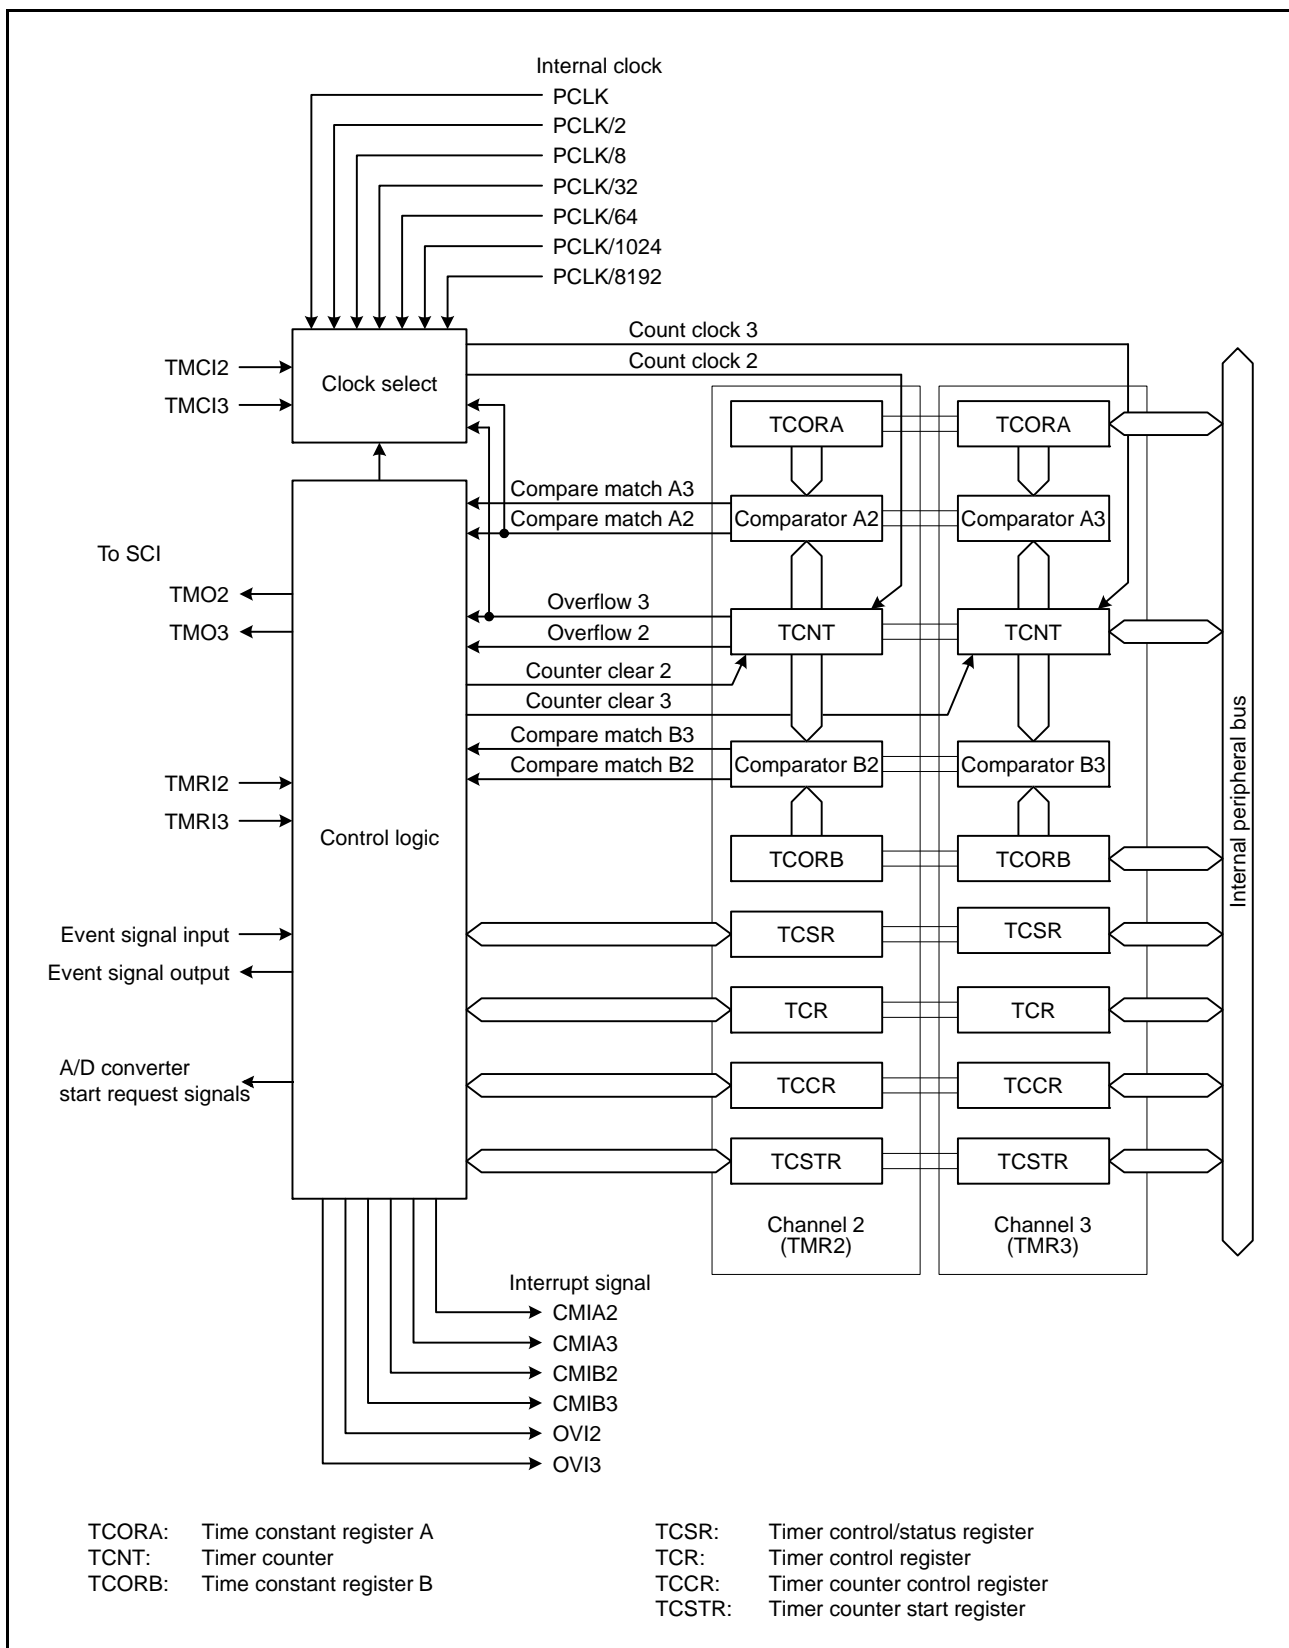 Internal clock
PCLK
PCLK/2
PCLK/8
PCLK/32
PCLK/64
PCLK/1024
PCLK/8192
Count clock 3
Count clock 2
TMCI2
TMCI3
Clock select
TCORA
TCORA
Compare match A3
Compare match A2
Comparator A2
Comparator A3
To SCI
TMO2
TMO3
Overflow 3
Overflow 2
TCNT
TCNT
Counter clear 2
Counter clear 3
Compare match B3
Compare match B2
Comparator B2
Comparator B3
TMRI2
TMRI3
Control logic
TCORB
TCORB
Internal peripheral bus
Event signal input
Event signal output
TCSR
TCSR
TCR
TCR
A/D converter
start request signals
TCCR
TCCR
TCSTR
TCSTR
Channel 2
(TMR2)
Channel 3
(TMR3)
Interrupt signal
CMIA2
CMIA3
CMIB2
CMIB3
OVI2
OVI3
TCORA: Time constant register A
TCNT: Timer counter
TCORB: Time constant register B
TCSR: Timer control/status register
TCR: Timer control register
TCCR: Timer counter control register
TCSTR: Timer counter start register